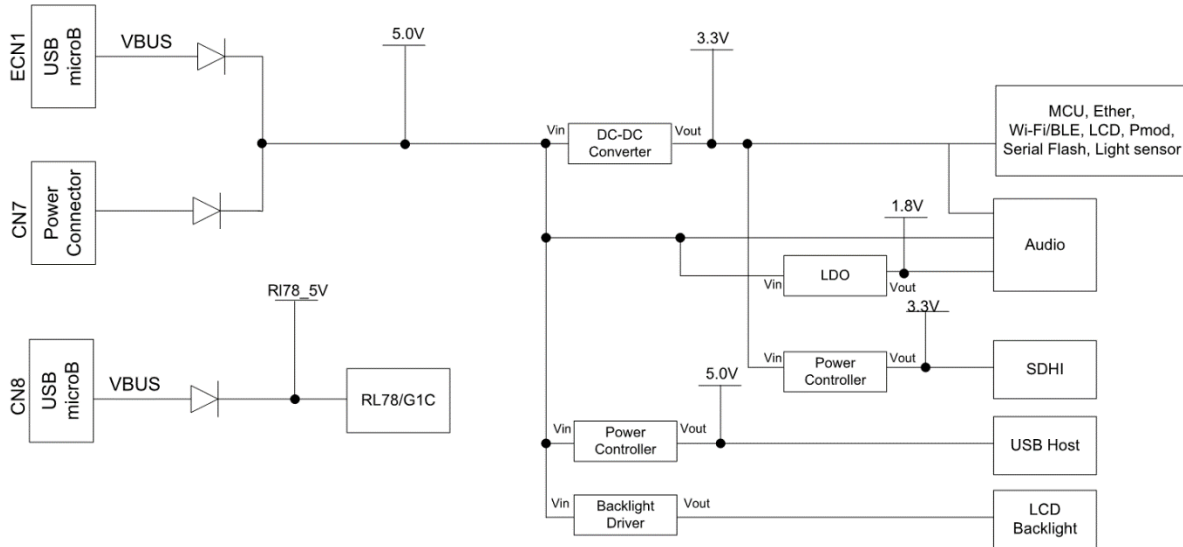 ECN1
USB
microB
VBUS
5.0V
3.3V
Vin
DC-DC
Converter
Vout
MCU, Ether,
Wi-Fi/BLE, LCD, Pmod,
Serial Flash, Light sensor
CN7
Power
Connector
1.8V
Audio
Vin
LDO
Vout
RI78_5V
3.3V
CN8
USB
microB
VBUS
RL78/G1C
5.0V
Vin
Power
Controller
Vout
SDHI
Vin
Power
Controller
Vout
USB Host
Vin
Backlight
Driver
Vout
LCD
Backlight